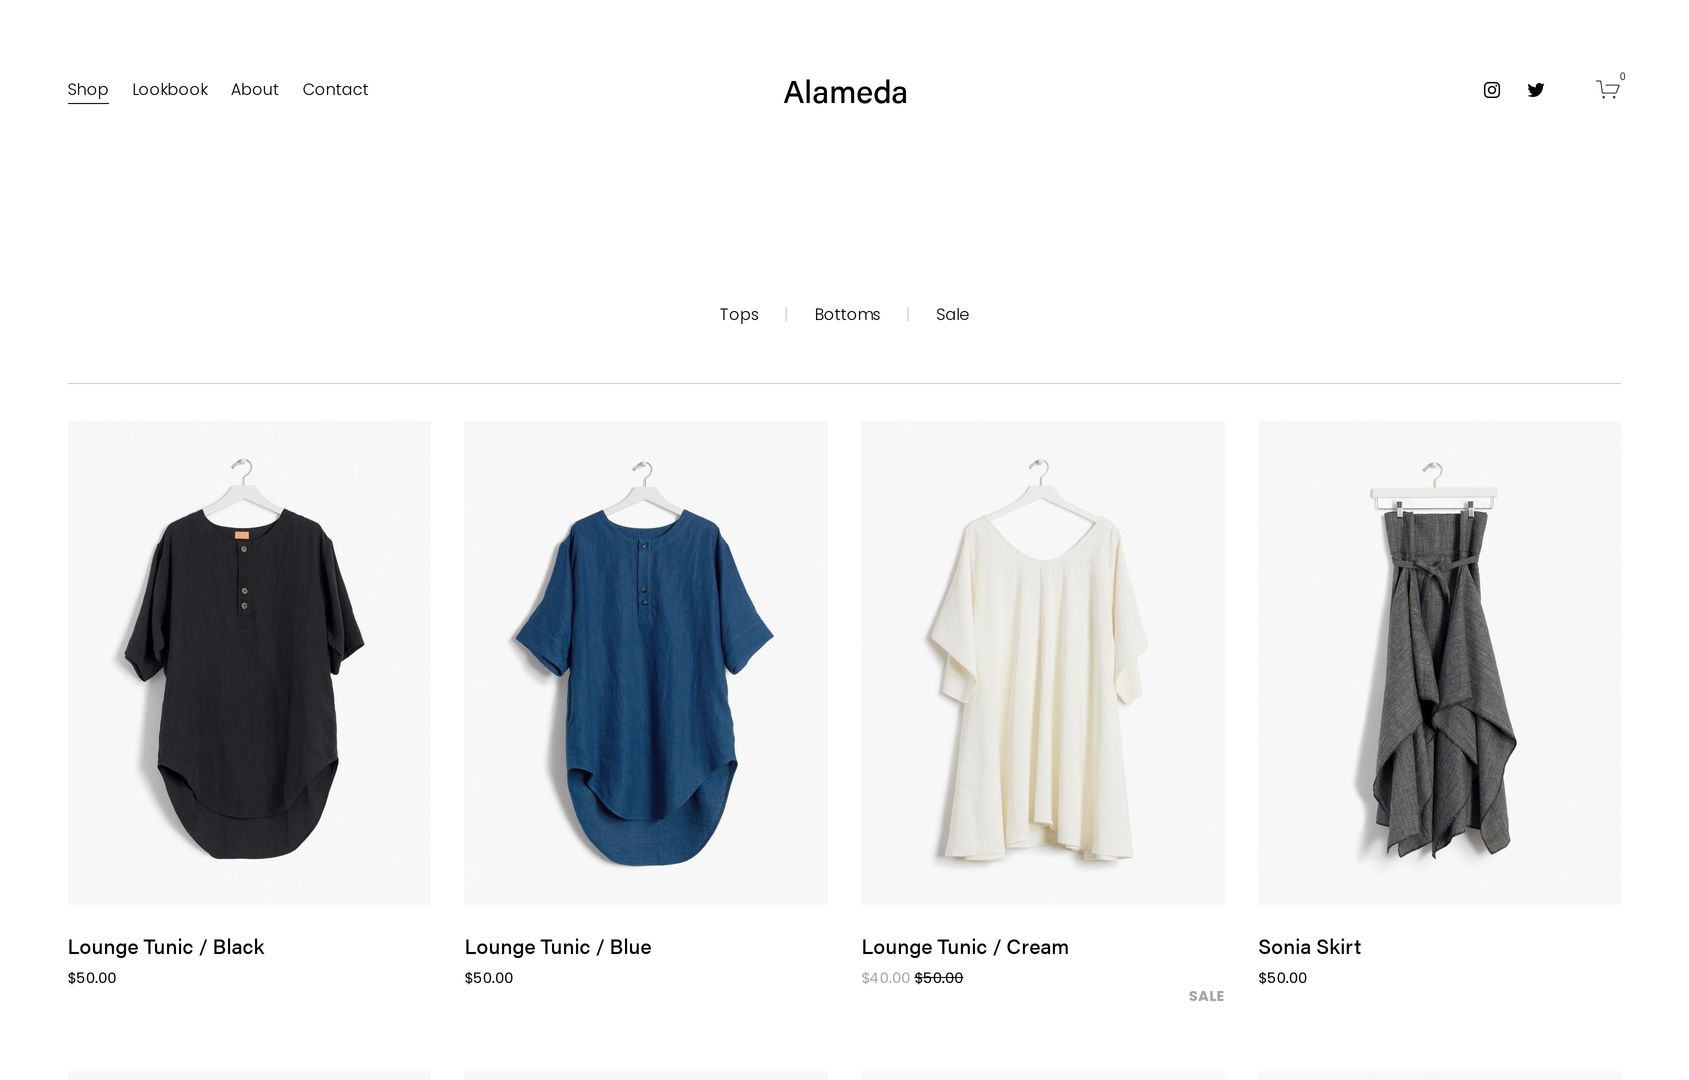 Shop Lookbook About Contact
Alameda
0
Tops | Bottoms | Sale
Lounge Tunic / Black
$50.00
Lounge Tunic / Blue
$50.00
Lounge Tunic / Cream
$40.00 $50.00
SALE
Sonia Skirt
$50.00